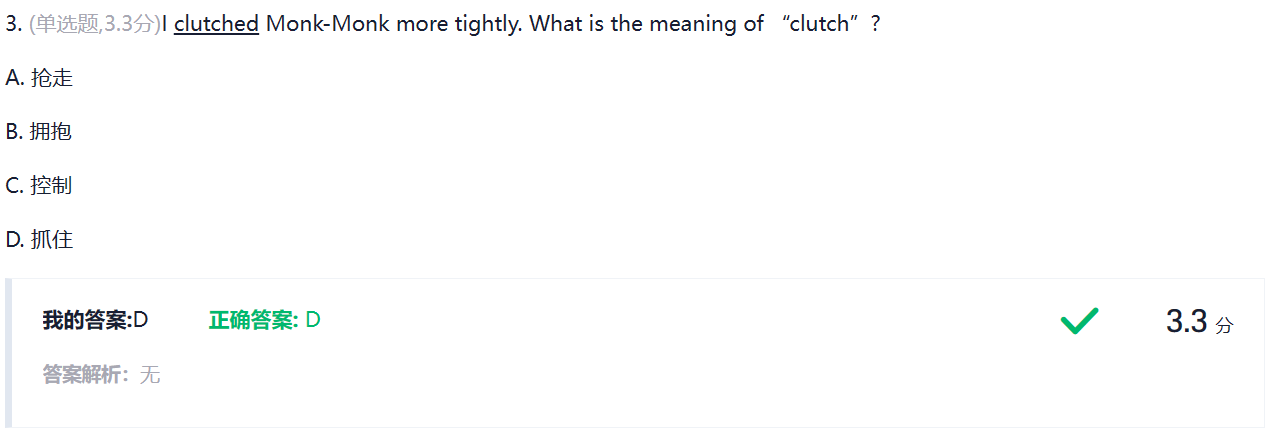 3. (单选题,3.3分)I clutched Monk-Monk more tightly. What is the meaning of “clutch”?
A. 抢走
B. 拥抱
C. 控制
D. 抓住
我的答案:D 正确答案: D 3.3 分
答案解析：无